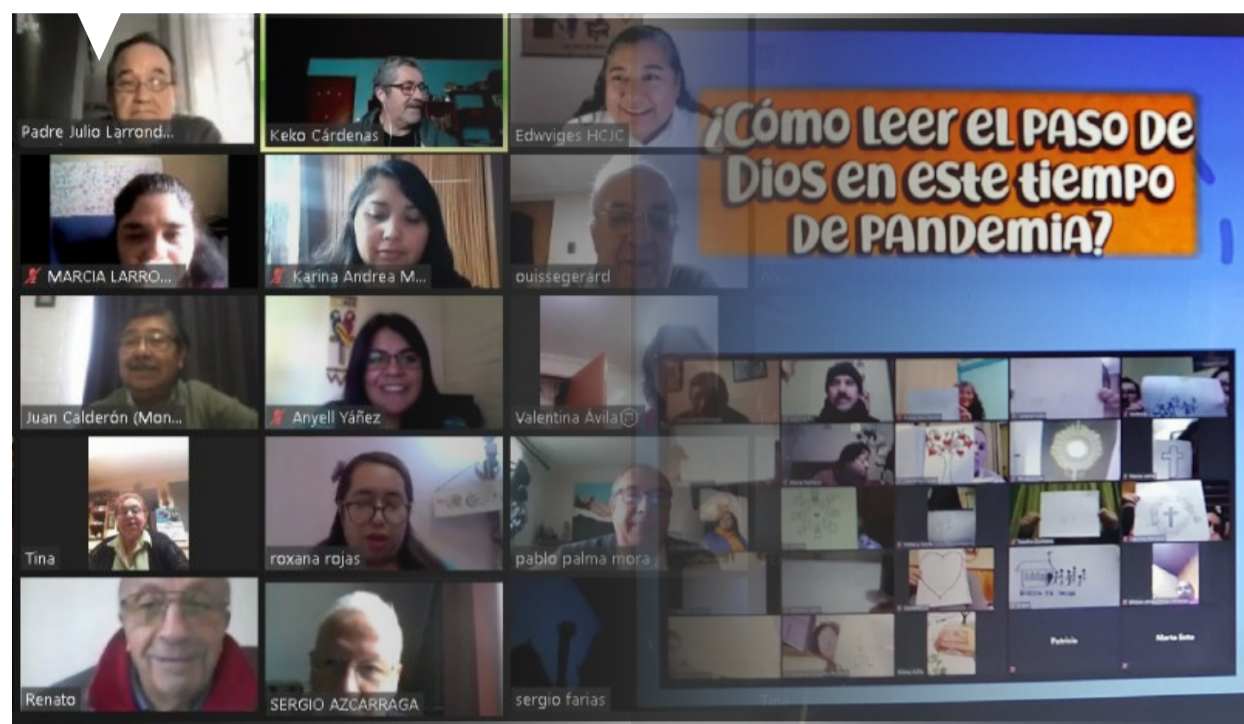 Padre Julio Larrond...
Keko Cárdenas
Edwviges HCJC
MARCIA LARRO...
Karina Andrea M...
ouissegerard
Juan Calderón (Mon...
Anyell Yáñez
Valentina Ávila
Tina
roxana rojas
pablo palma mora
Renato
SERGIO AZCARRAGA
sergio farias
¿Cómo leer el paso de
Dios en este tiempo
de pandemia?
Patricia
Marta Soto
Tina